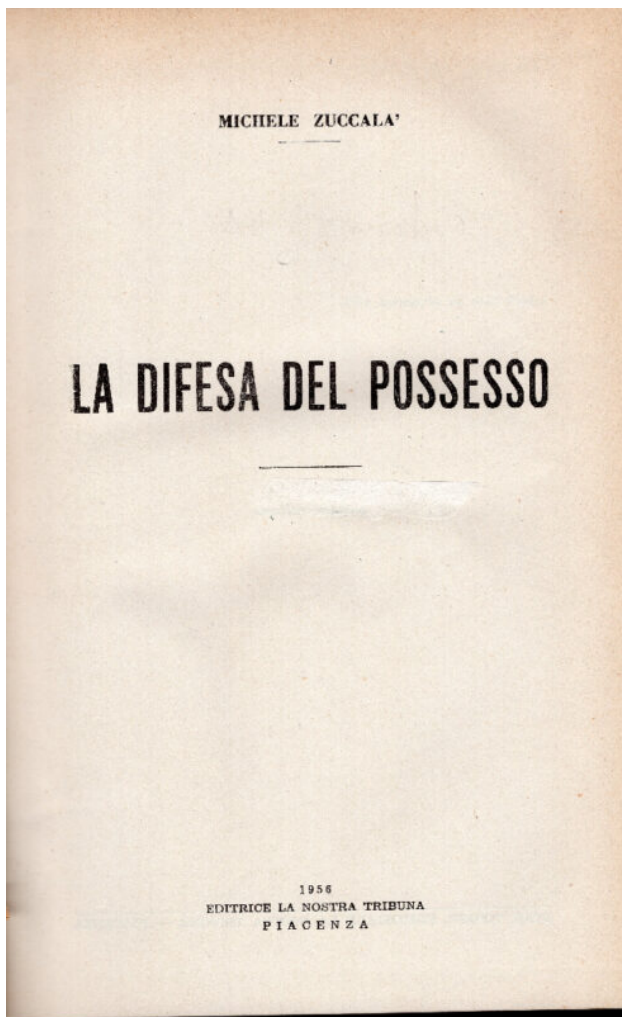 MICHELE ZUCCALA'
LA DIFESA DEL POSSESSO
1956
EDITRICE LA NOSTRA TRIBUNA
PIACENZA